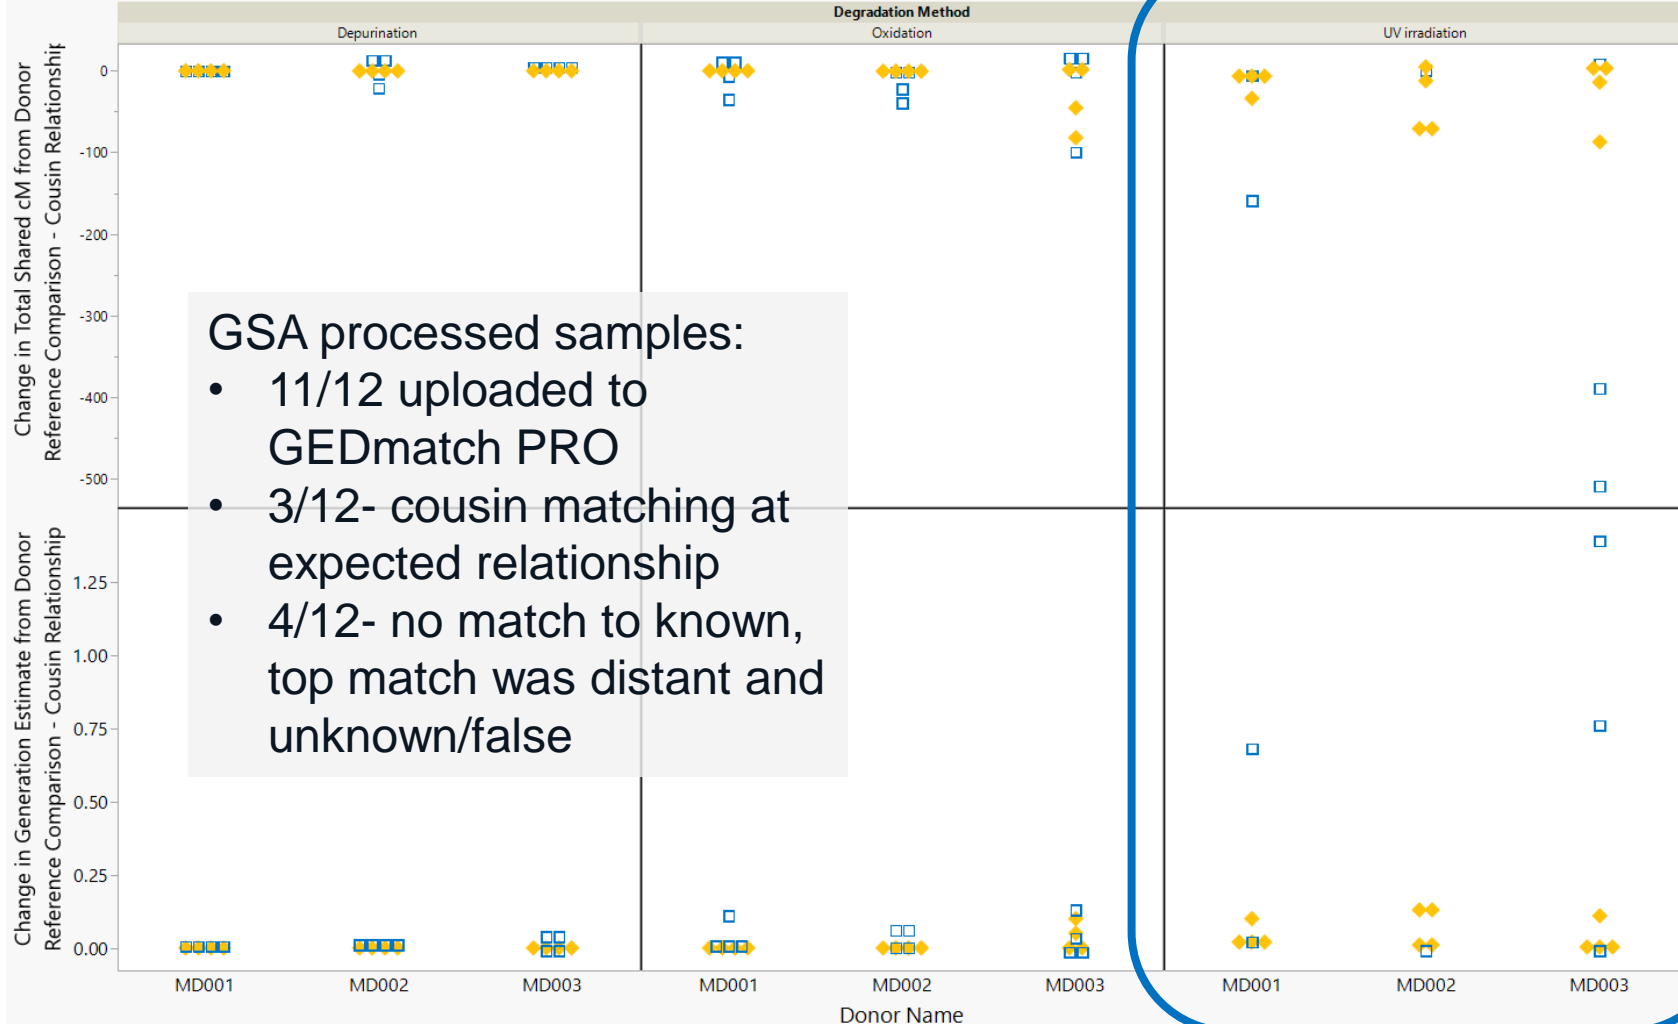 Degradation Method
Depurination
Oxidation
UV irradiation
Change in Total Shared cM from Donor
Reference Comparison - Cousin Relationship
0
-100
-200
-300
-400
-500
GSA processed samples:
• 11/12 uploaded to
GEDmatch PRO
• 3/12- cousin matching at
expected relationship
• 4/12- no match to known,
top match was distant and
unknown/false
Change in Generation Estimate from Donor
Reference Comparison - Cousin Relationship
1.25
1.00
0.75
0.50
0.25
0.00
MD001
MD002
MD003
MD001
MD002
MD003
MD001
MD002
MD003
Donor Name